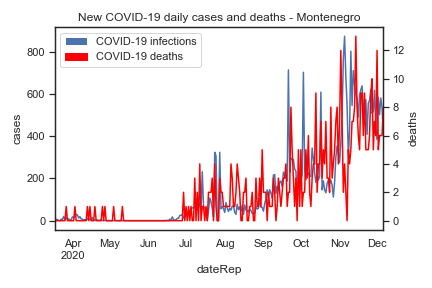 New COVID-19 daily cases and deaths - Montenegro
COVID-19 infections
COVID-19 deaths
800
600
400
200
0
cases
12
10
8
6
4
2
0
deaths
Apr May Jun Jul Aug Sep Oct Nov Dec
2020
dateRep